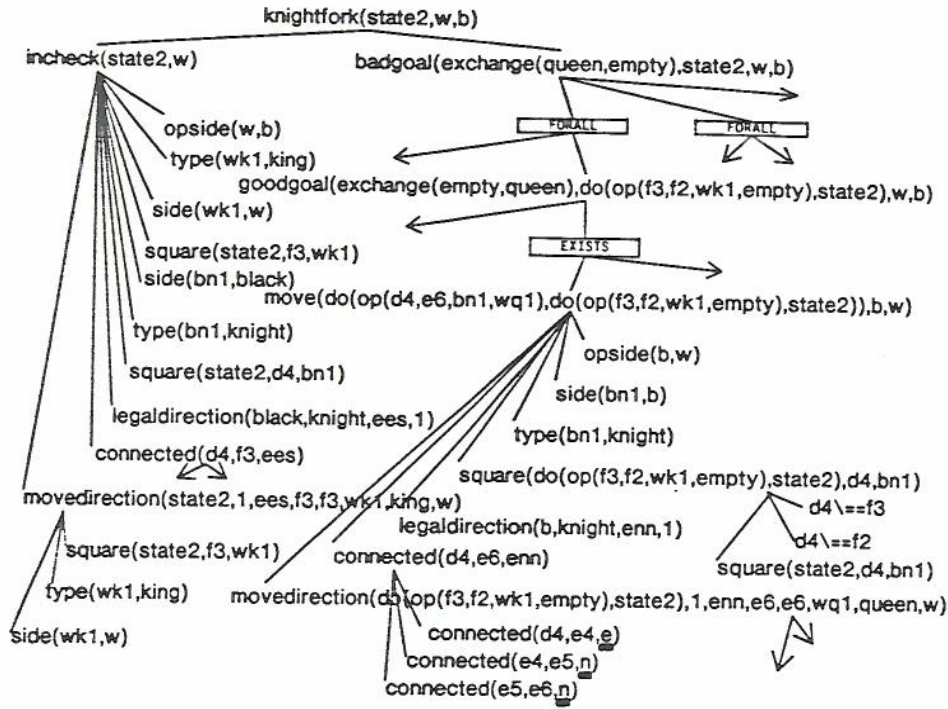 knightfork(state2,w,b)
incheck(state2,w)
badgoal(exchange(queen,empty),state2,w,b)
opside(w,b)
FORALL
FORALL
type(wk1,king)
goodgoal(exchange(empty,queen),do(op(f3,f2,wk1,empty),state2),w,b)
side(wk1,w)
square(state2,f3,wk1)
EXISTS
side(bn1,black)
move(do(op(d4,e6,bn1,wq1),do(op(f3,f2,wk1,empty),state2)),b,w)
type(bn1,knight)
opside(b,w)
square(state2,d4,bn1)
side(bn1,b)
legaldirection(black,knight,ees,1)
type(bn1,knight)
connected(d4,f3,ees)
square(do(op(f3,f2,wk1,empty),state2),d4,bn1)
movedirection(state2,1,ees,f3,f3,wk1,king,w)
d4\==f3
legaldirection(b,knight,enn,1)
d4\==f2
square(state2,f3,wk1)
connected(d4,e6,enn)
square(state2,d4,bn1)
type(wk1,king)
movedirection(do(op(f3,f2,wk1,empty),state2),1,enn,e6,e6,wq1,queen,w)
side(wk1,w)
connected(d4,e4,e)
connected(e4,e5,n)
connected(e5,e6,n)